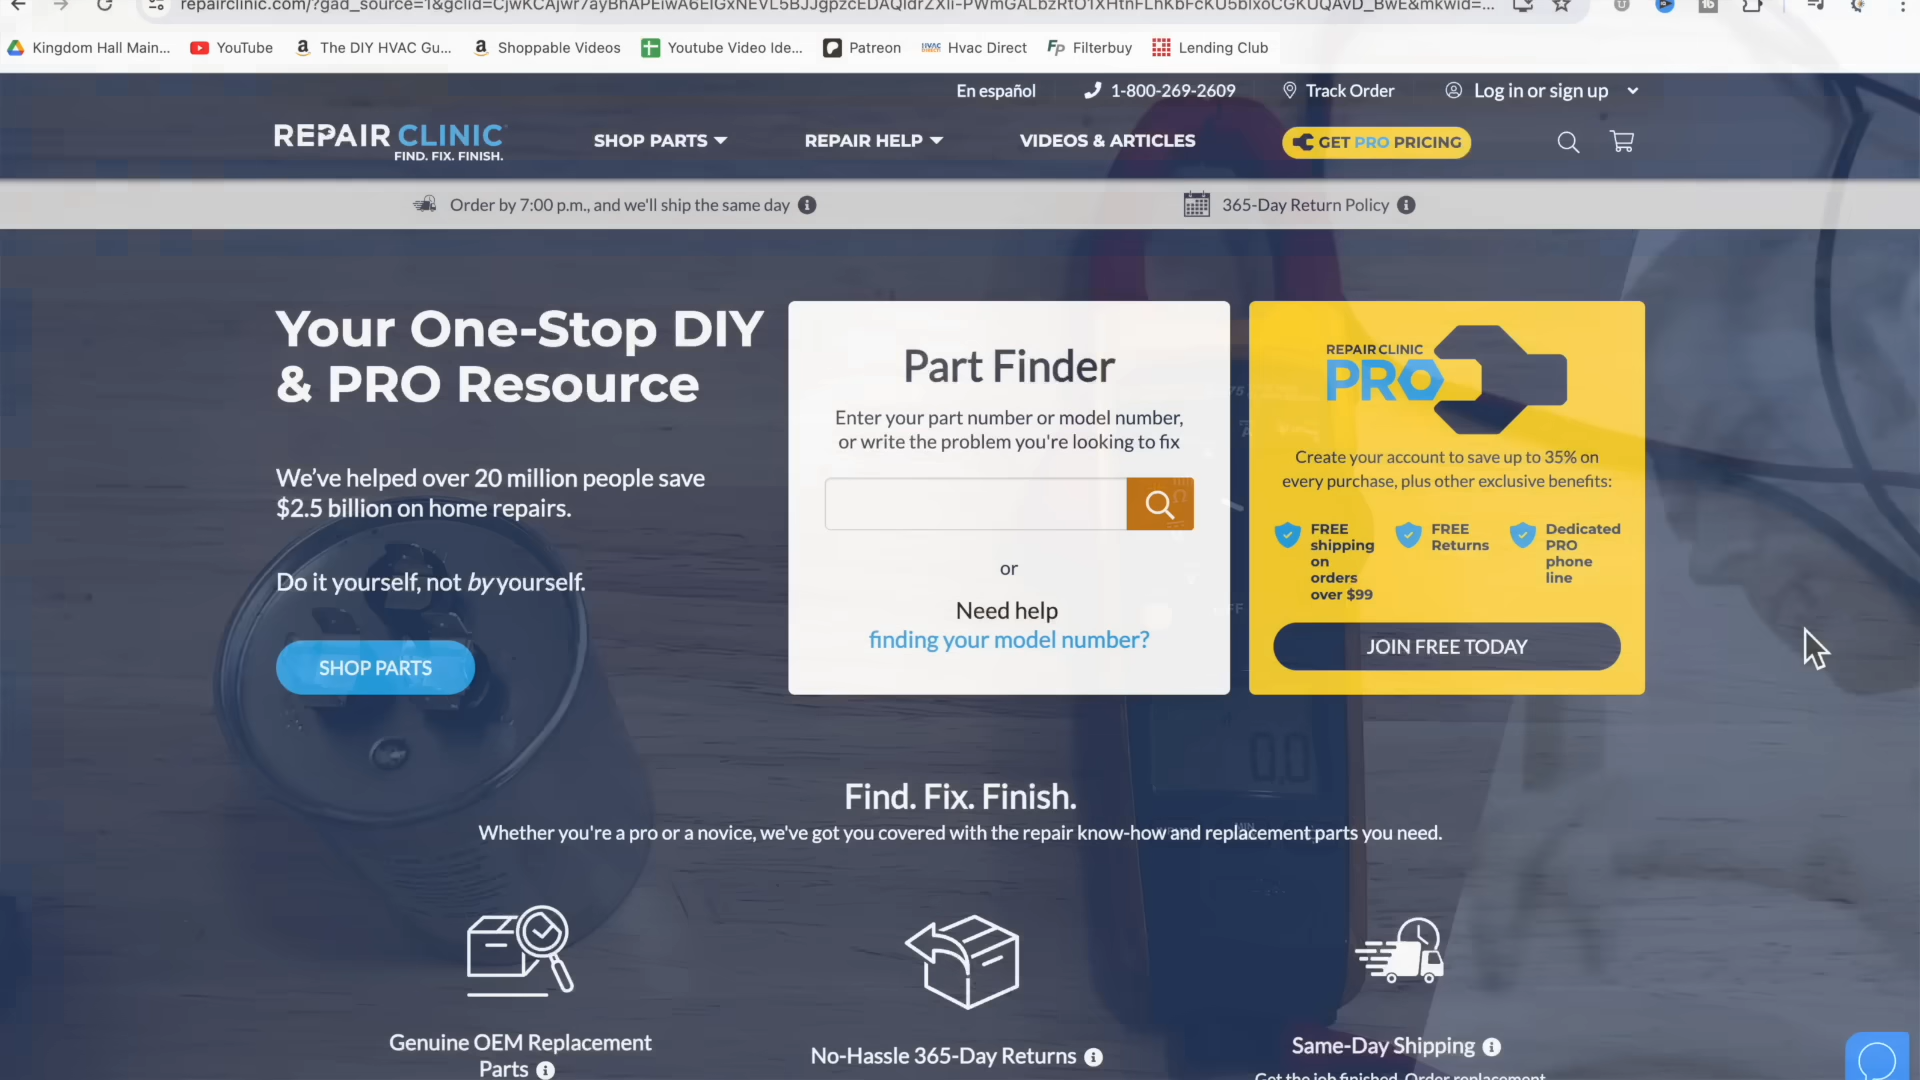 Kingdom Hall Main...
YouTube
The DIY HVAC Gu...
Shoppable Videos
Youtube Video Ide...
Patreon
Hvac Direct
Filterbuy
Lending Club
En español
1-800-269-2609
Track Order
Log in or sign up
REPAIR CLINIC
FIND. FIX. FINISH.
SHOP PARTS
REPAIR HELP
VIDEOS & ARTICLES
GET PRO PRICING
Order by 7:00 p.m., and we'll ship the same day
365-Day Return Policy
Your One-Stop DIY
& PRO Resource
We've helped over 20 million people save
$2.5 billion on home repairs.
Do it yourself, not by yourself.
SHOP PARTS
Part Finder
Enter your part number or model number,
or write the problem you're looking to fix
or
Need help
finding your model number?
REPAIR CLINIC
PRO
Create your account to save up to 35% on
every purchase, plus other exclusive benefits:
FREE
shipping
on
orders
over $99
FREE
Returns
Dedicated
PRO
phone
line
JOIN FREE TODAY
0,0
Find. Fix. Finish.
Whether you're a pro or a novice, we've got you covered with the repair know-how and replacement parts you need.
Genuine OEM Replacement
Parts
No-Hassle 365-Day Returns
Same-Day Shipping
Get the job finished. Order replacement